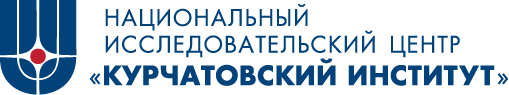 НАЦИОНАЛЬНЫЙ
ИССЛЕДОВАТЕЛЬСКИЙ ЦЕНТР
«КУРЧАТОВСКИЙ ИНСТИТУТ»